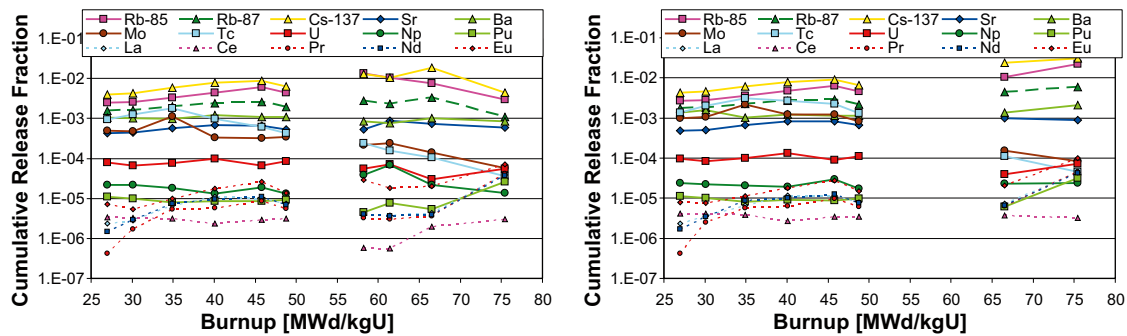 Rb-85 Rb-87 Cs-137 Sr Ba
Mo Tc U Np Pu
La Ce Pr Nd Eu
Cumulative Release Fraction
1.E-01
1.E-02
1.E-03
1.E-04
1.E-05
1.E-06
1.E-07
25 30 35 40 45 50 55 60 65 70 75 80
Burnup [MWd/kgU]
Rb-85 Rb-87 Cs-137 Sr Ba
Mo Tc U Np Pu
La Ce Pr Nd Eu
Cumulative Release Fraction
1.E-01
1.E-02
1.E-03
1.E-04
1.E-05
1.E-06
1.E-07
25 30 35 40 45 50 55 60 65 70 75 80
Burnup [MWd/kgU]